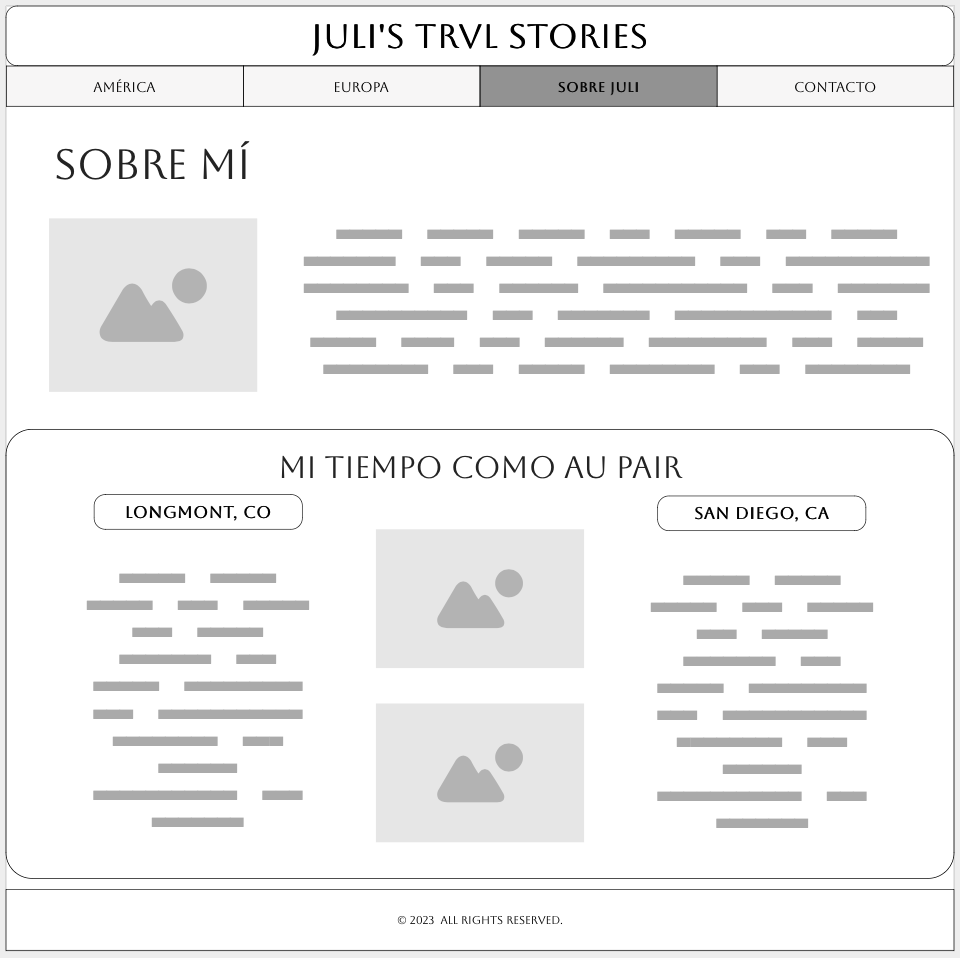 JULI'S TRVL STORIES
AMÉRICA EUROPA SOBRE JULI CONTACTO
SOBRE MÍ
MI TIEMPO COMO AU PAIR
LONGMONT, CO
SAN DIEGO, CA
© 2023 ALL RIGHTS RESERVED.